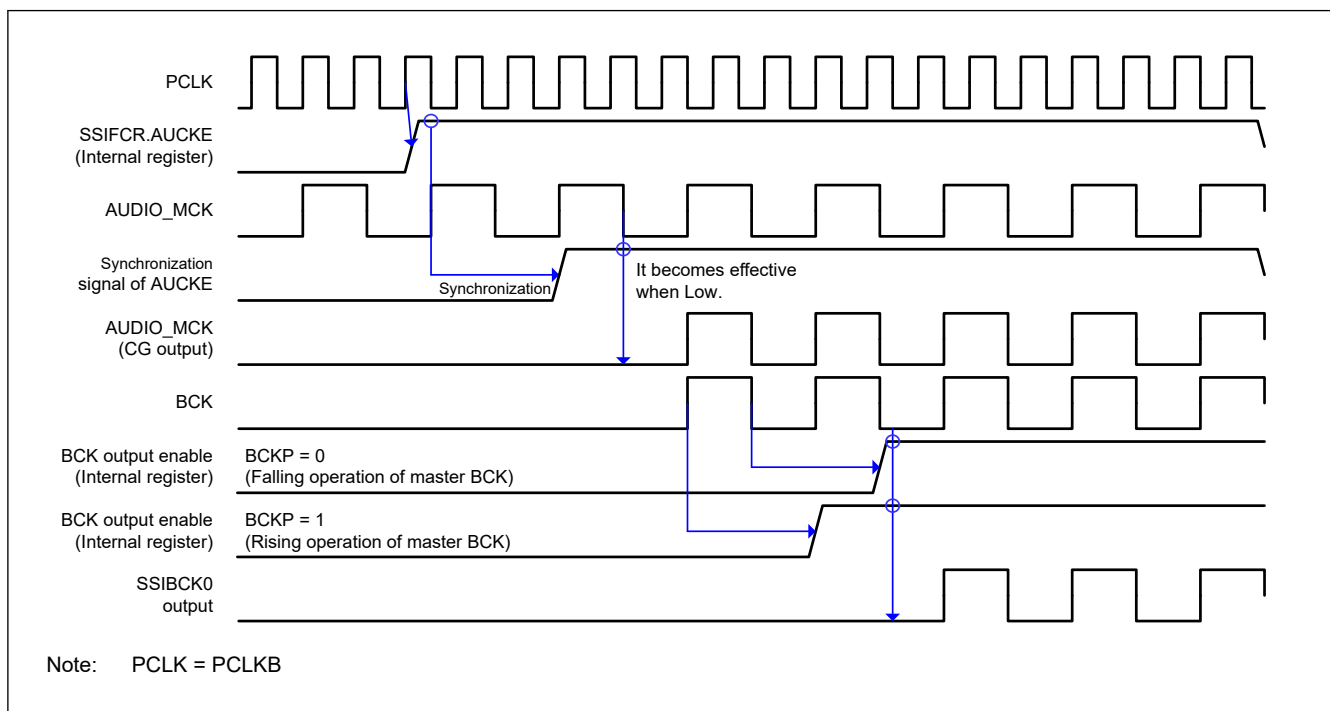 PCLK
SSIFCR.AUCKE
(Internal register)
AUDIO_MCK
Synchronization
signal of AUCKE
Synchronization
It becomes effective
when Low.
AUDIO_MCK
(CG output)
BCK
BCK output enable
(Internal register)
BCKP = 0
(Falling operation of master BCK)
BCK output enable
(Internal register)
BCKP = 1
(Rising operation of master BCK)
SSIBCK0
output
Note: PCLK = PCLKB